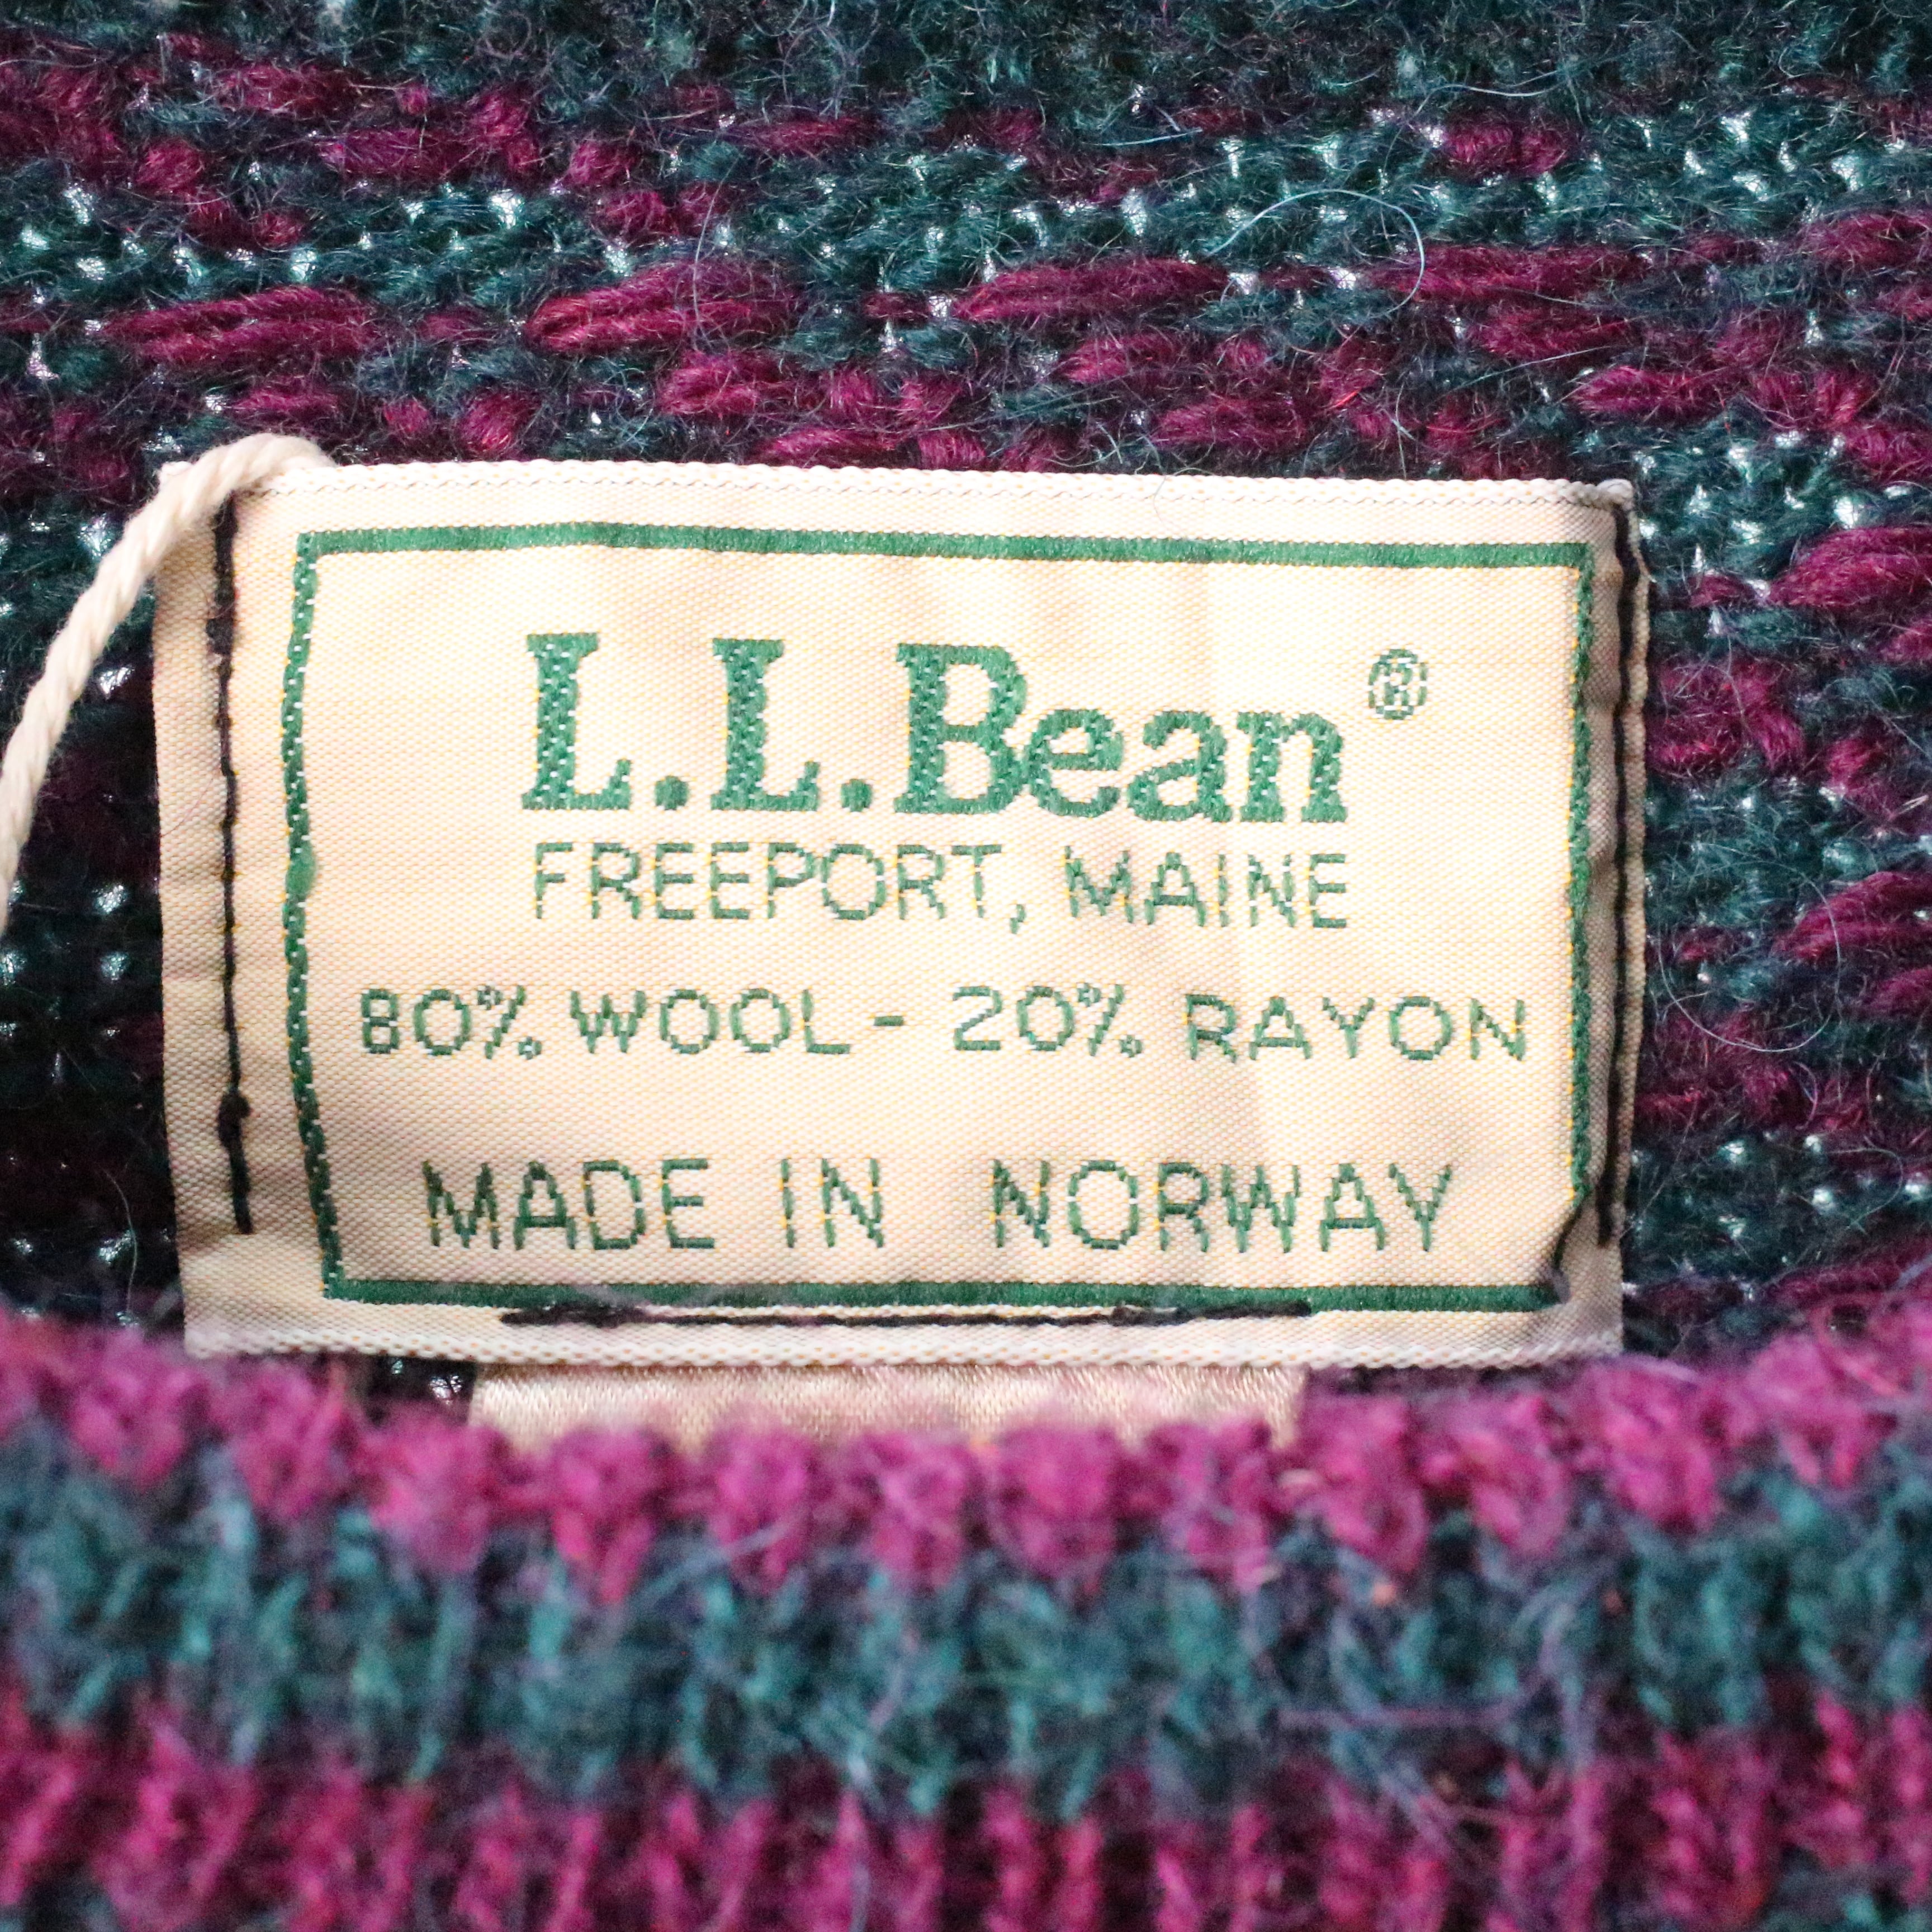 L.L.Bean®
FREEPORT, MAINE
80% WOOL - 20% RAYON
MADE IN NORWAY